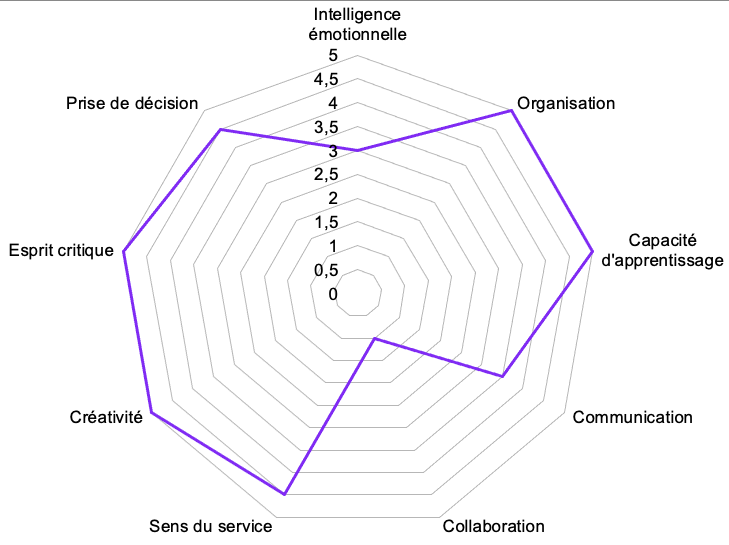 Intelligence
émotionnelle
5
4,5
4
3,5
3
2,5
2
1,5
1
0,5
0
Organisation
Capacité
d'apprentissage
Communication
Collaboration
Sens du service
Créativité
Esprit critique
Prise de décision